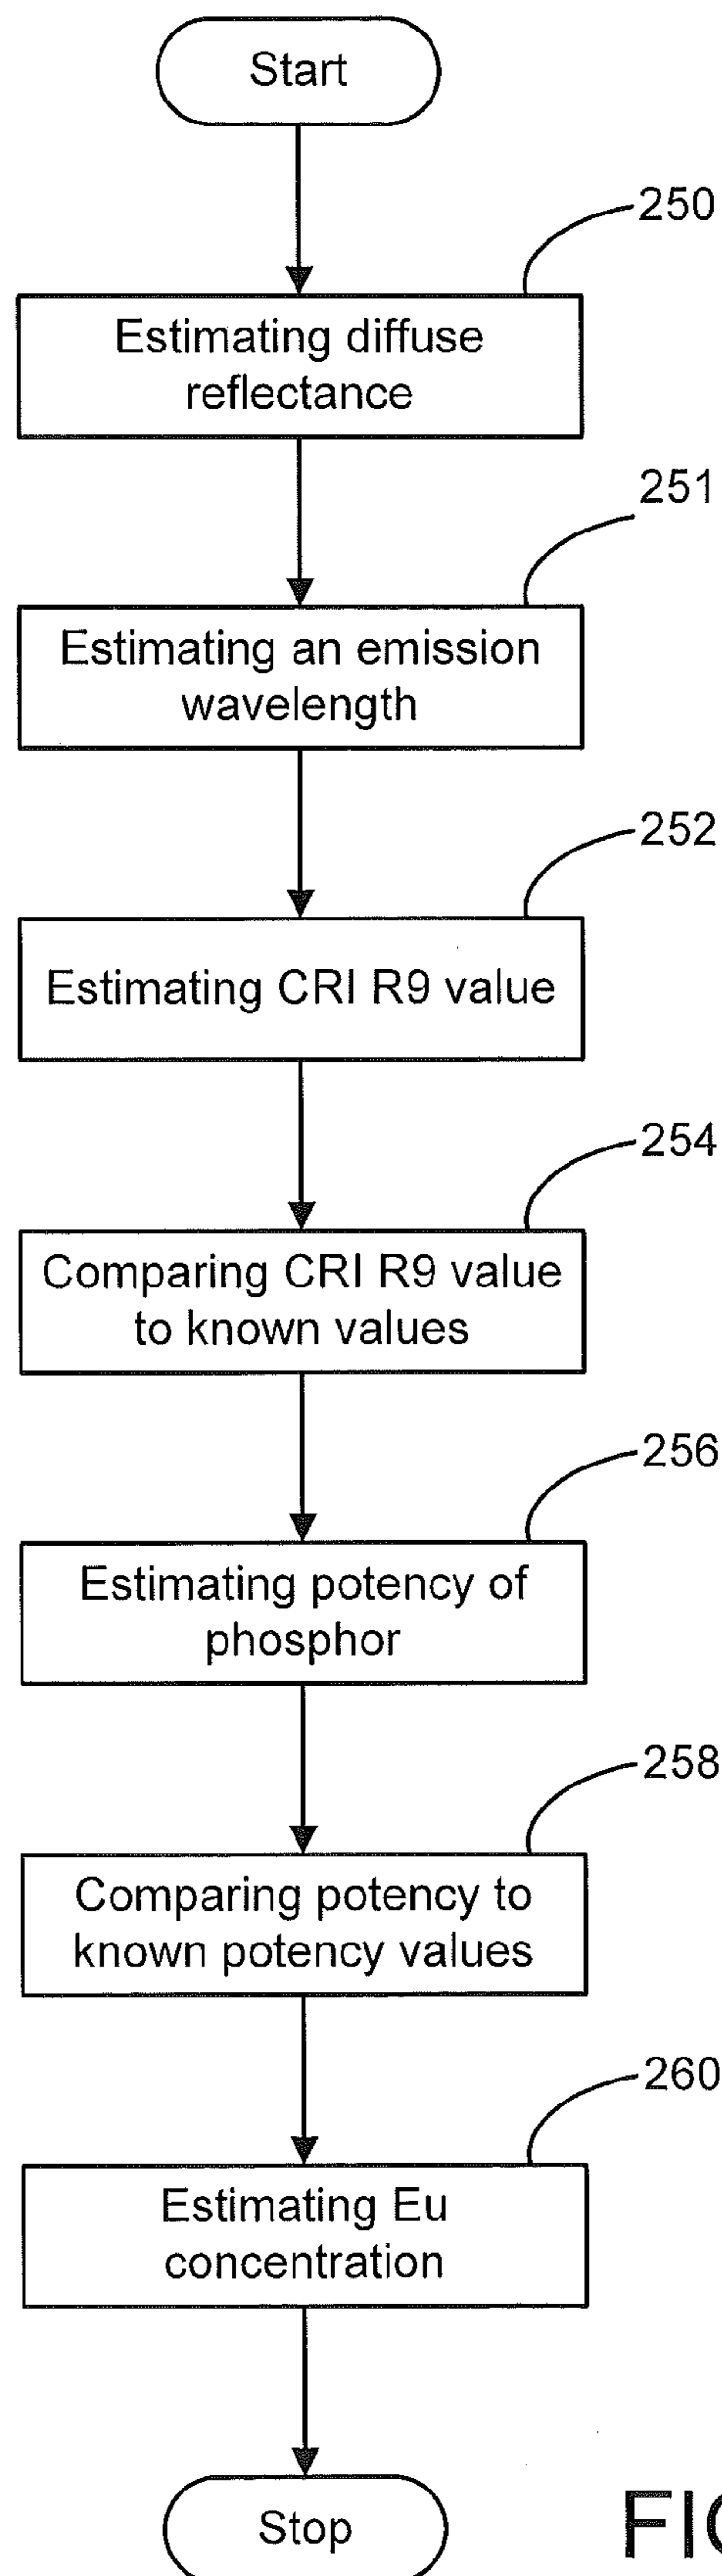 Start
250
Estimating diffuse
reflectance
251
Estimating an emission
wavelength
252
Estimating CRI R9 value
254
Comparing CRI R9 value
to known values
256
Estimating potency of
phosphor
258
Comparing potency to
known potency values
260
Estimating Eu
concentration
Stop